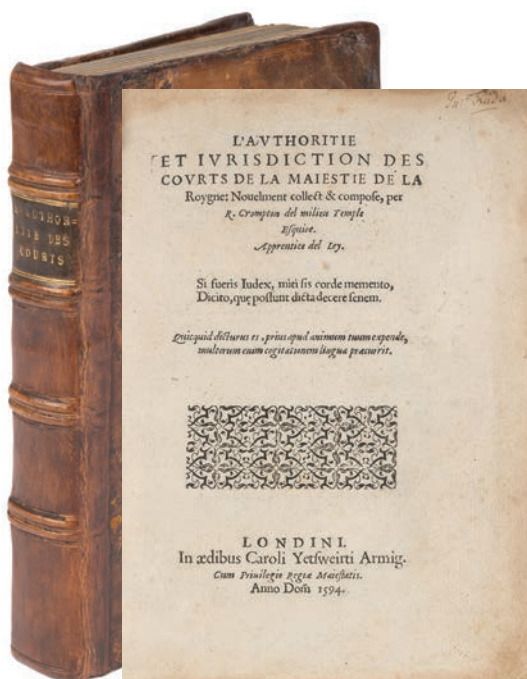 AUTHOR=
ITIE DES
COURTS
L'AVTHORITIE
ET IVRISDICTION DES
COVRTS DE LA MAIESTIE DE LA
Roygne: Nouelment collect & compose, per
R. Crompton del milieu Temple
Esquire.
Apprentice del Ley.
Si fueris Iudex, miti sis corde memento,
Dicito, quę possunt dicta decere senem.
Quicquid dicturus es, prius apud animum tuum expende,
multorum enim cogitationem lingua præcurrit.
LONDINI.
In ædibus Caroli Yetsweirti Armig.
Cum Priuilegio Regiæ Maiestatis.
Anno Dom̃ 1594.